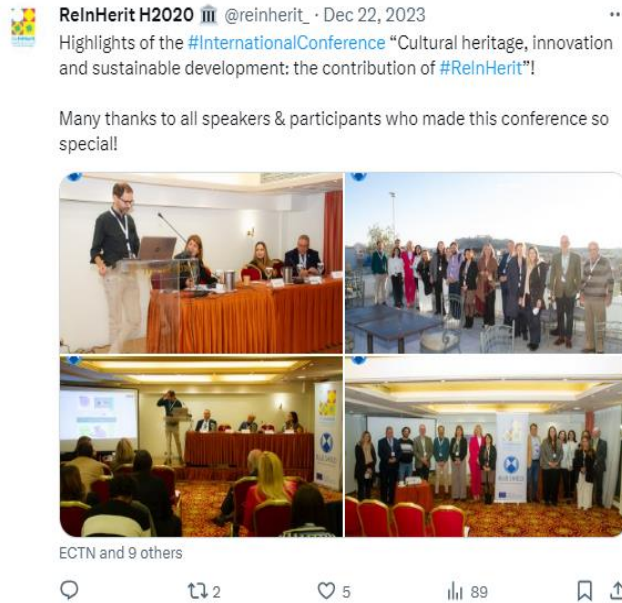 ReInHerit H2020 🏛 @reinherit_ · Dec 22, 2023
Highlights of the #InternationalConference “Cultural heritage, innovation
and sustainable development: the contribution of #ReInHerit”!
Many thanks to all speakers & participants who made this conference so
special!
ECTN and 9 others
2
5
89